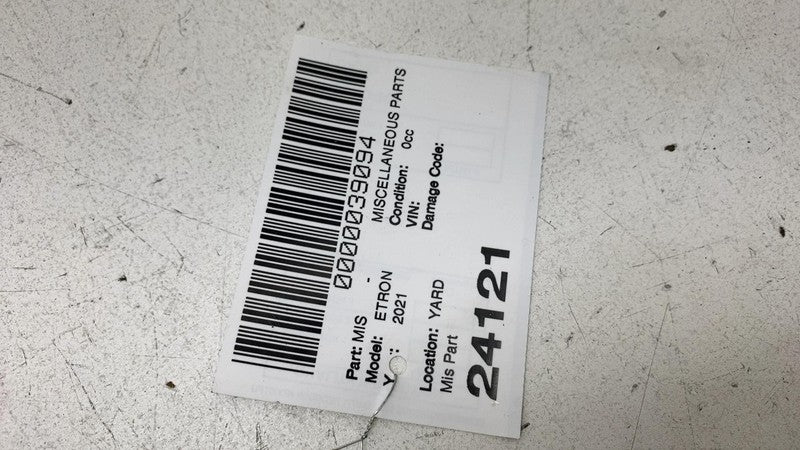 0000039094
Part: MIS - MISCELLANEOUS PARTS
Model: ETRON Condition: 0cc
2021 VIN:
Damage Code:
Location: YARD
Mis Part
24121